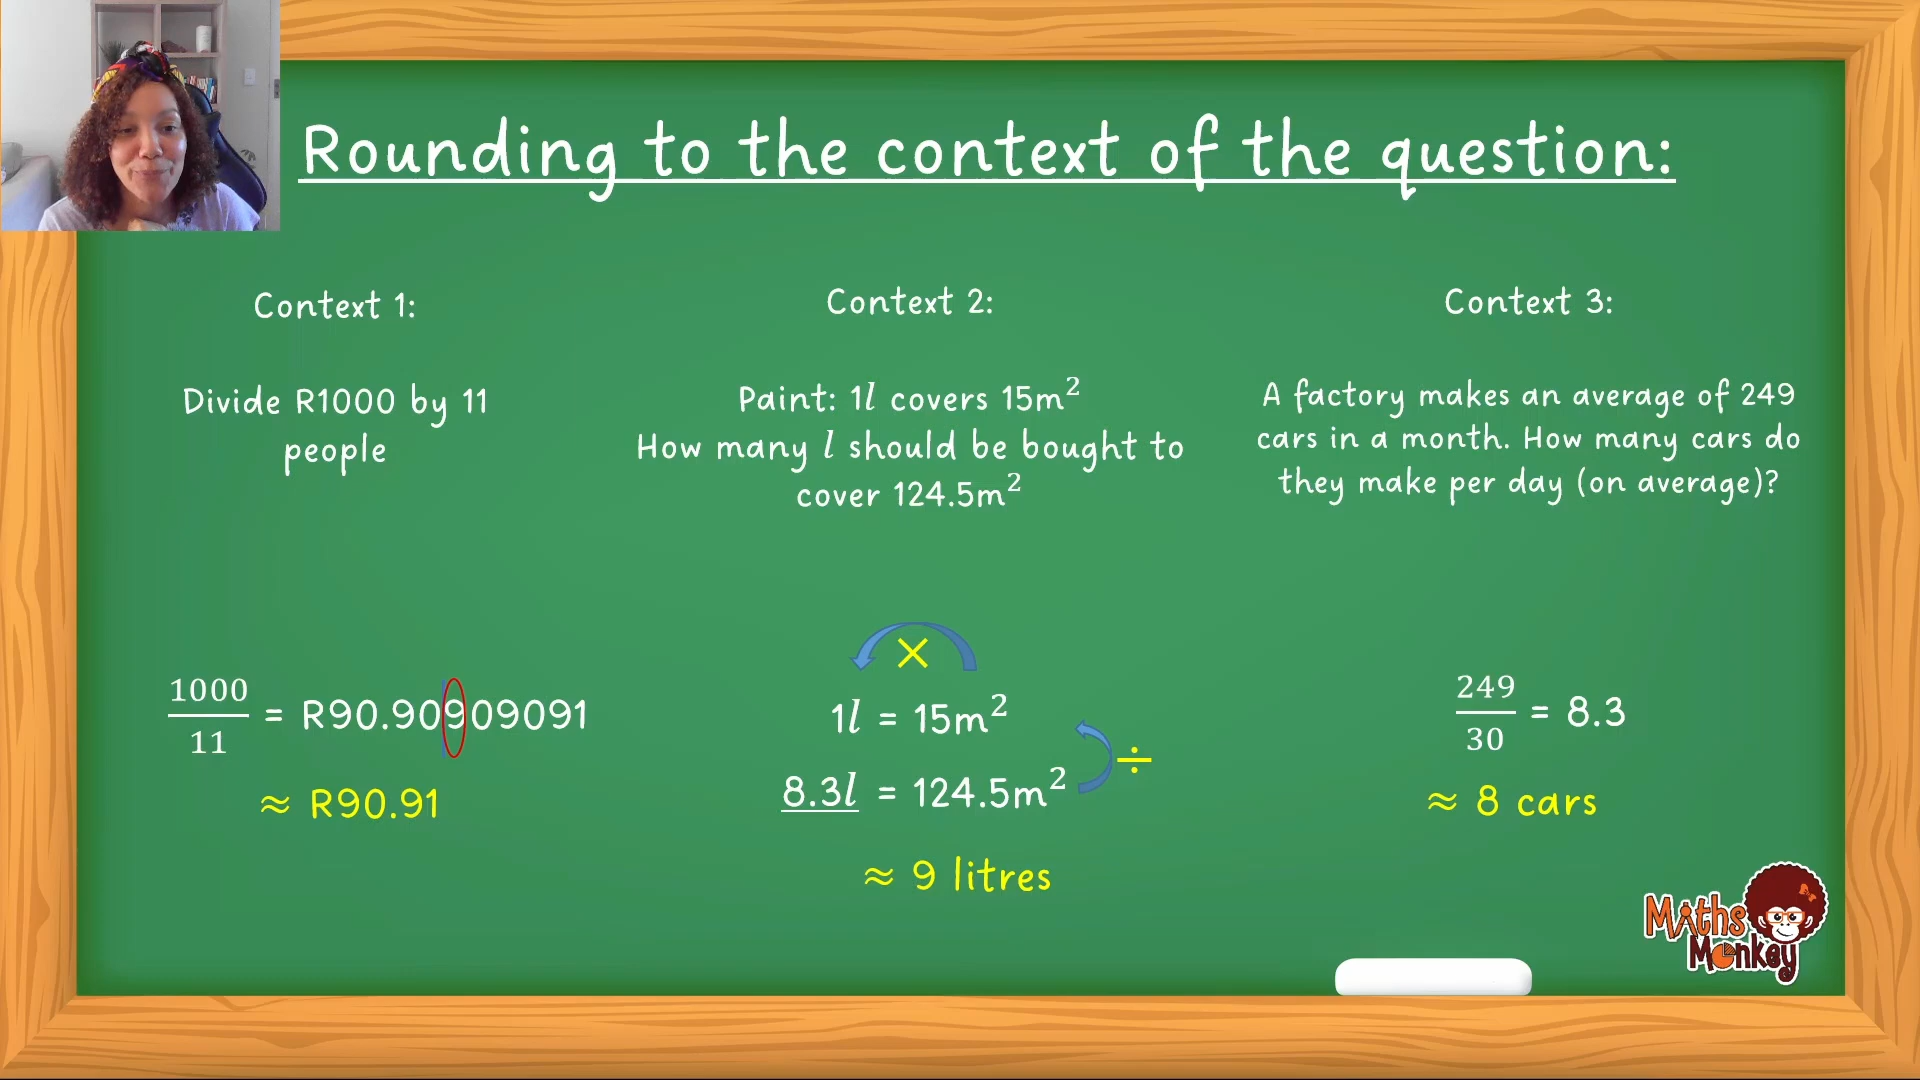 Rounding to the context of the question:
Context 1:
Divide R1000 by 11
people
1000
11
= R90.90909091
≈ R90.91
Context 2:
Paint: 1l covers 15m²
How many l should be bought to
cover 124.5m²
×
1l = 15m²
÷
8.3l = 124.5m²
≈ 9 litres
Context 3:
A factory makes an average of 249
cars in a month. How many cars do
they make per day (on average)?
249
30
= 8.3
≈ 8 cars
Maths
Monkey